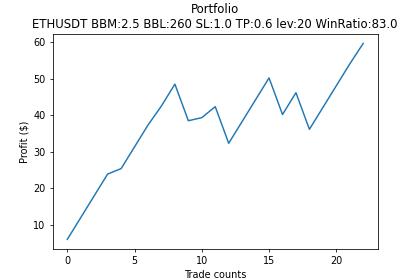 Portfolio
ETHUSDT BBM:2.5 BBL:260 SL:1.0 TP:0.6 lev:20 WinRatio:83.0
60
50
40
30
20
10
Profit ($)
0 5 10 15 20
Trade counts